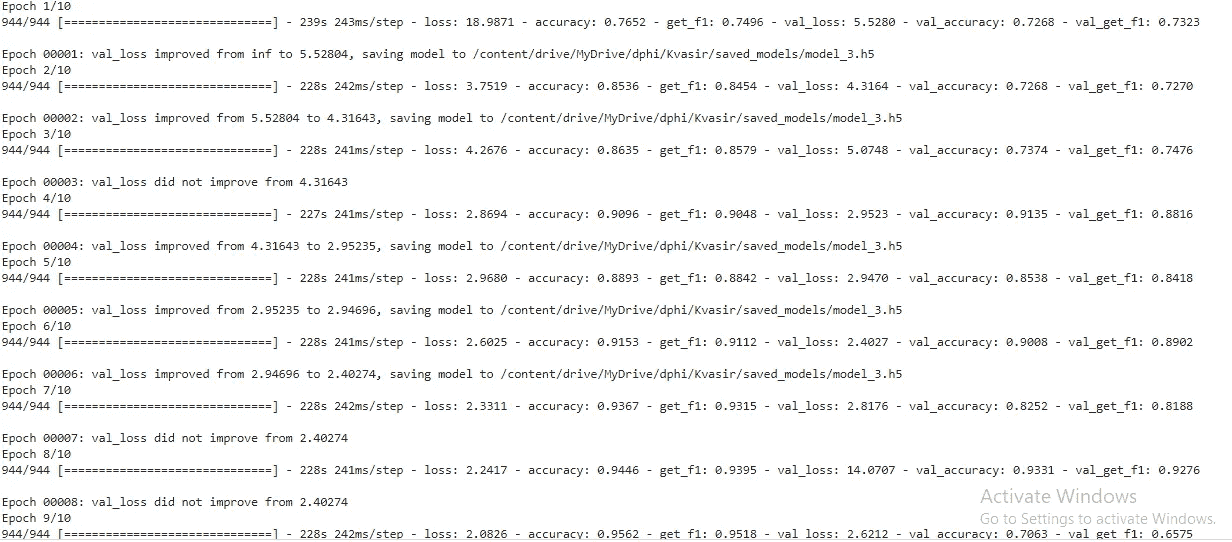 Epoch 1/10
944/944 [==============================] - 239s 243ms/step - loss: 18.9871 - accuracy: 0.7652 - get_f1: 0.7496 - val_loss: 5.5280 - val_accuracy: 0.7268 - val_get_f1: 0.7323
Epoch 00001: val_loss improved from inf to 5.52804, saving model to /content/drive/MyDrive/dphi/Kvasir/saved_models/model_3.h5
Epoch 2/10
944/944 [==============================] - 228s 242ms/step - loss: 3.7519 - accuracy: 0.8536 - get_f1: 0.8454 - val_loss: 4.3164 - val_accuracy: 0.7268 - val_get_f1: 0.7270
Epoch 00002: val_loss improved from 5.52804 to 4.31643, saving model to /content/drive/MyDrive/dphi/Kvasir/saved_models/model_3.h5
Epoch 3/10
944/944 [==============================] - 228s 241ms/step - loss: 4.2676 - accuracy: 0.8635 - get_f1: 0.8579 - val_loss: 5.0748 - val_accuracy: 0.7374 - val_get_f1: 0.7476
Epoch 00003: val_loss did not improve from 4.31643
Epoch 4/10
944/944 [==============================] - 227s 241ms/step - loss: 2.8694 - accuracy: 0.9096 - get_f1: 0.9048 - val_loss: 2.9523 - val_accuracy: 0.9135 - val_get_f1: 0.8816
Epoch 00004: val_loss improved from 4.31643 to 2.95235, saving model to /content/drive/MyDrive/dphi/Kvasir/saved_models/model_3.h5
Epoch 5/10
944/944 [==============================] - 228s 241ms/step - loss: 2.9680 - accuracy: 0.8893 - get_f1: 0.8842 - val_loss: 2.9470 - val_accuracy: 0.8538 - val_get_f1: 0.8418
Epoch 00005: val_loss improved from 2.95235 to 2.94696, saving model to /content/drive/MyDrive/dphi/Kvasir/saved_models/model_3.h5
Epoch 6/10
944/944 [==============================] - 228s 241ms/step - loss: 2.6025 - accuracy: 0.9153 - get_f1: 0.9112 - val_loss: 2.4027 - val_accuracy: 0.9008 - val_get_f1: 0.8902
Epoch 00006: val_loss improved from 2.94696 to 2.40274, saving model to /content/drive/MyDrive/dphi/Kvasir/saved_models/model_3.h5
Epoch 7/10
944/944 [==============================] - 228s 242ms/step - loss: 2.3311 - accuracy: 0.9367 - get_f1: 0.9315 - val_loss: 2.8176 - val_accuracy: 0.8252 - val_get_f1: 0.8188
Epoch 00007: val_loss did not improve from 2.40274
Epoch 8/10
944/944 [==============================] - 228s 241ms/step - loss: 2.2417 - accuracy: 0.9446 - get_f1: 0.9395 - val_loss: 14.0707 - val_accuracy: 0.9331 - val_get_f1: 0.9276
Epoch 00008: val_loss did not improve from 2.40274
Epoch 9/10
944/944 [==============================] - 228s 242ms/step - loss: 2.0826 - accuracy: 0.9562 - get_f1: 0.9518 - val_loss: 2.6212 - val_accuracy: 0.7063 - val_get_f1: 0.6575
Activate Windows
Go to Settings to activate Windows.